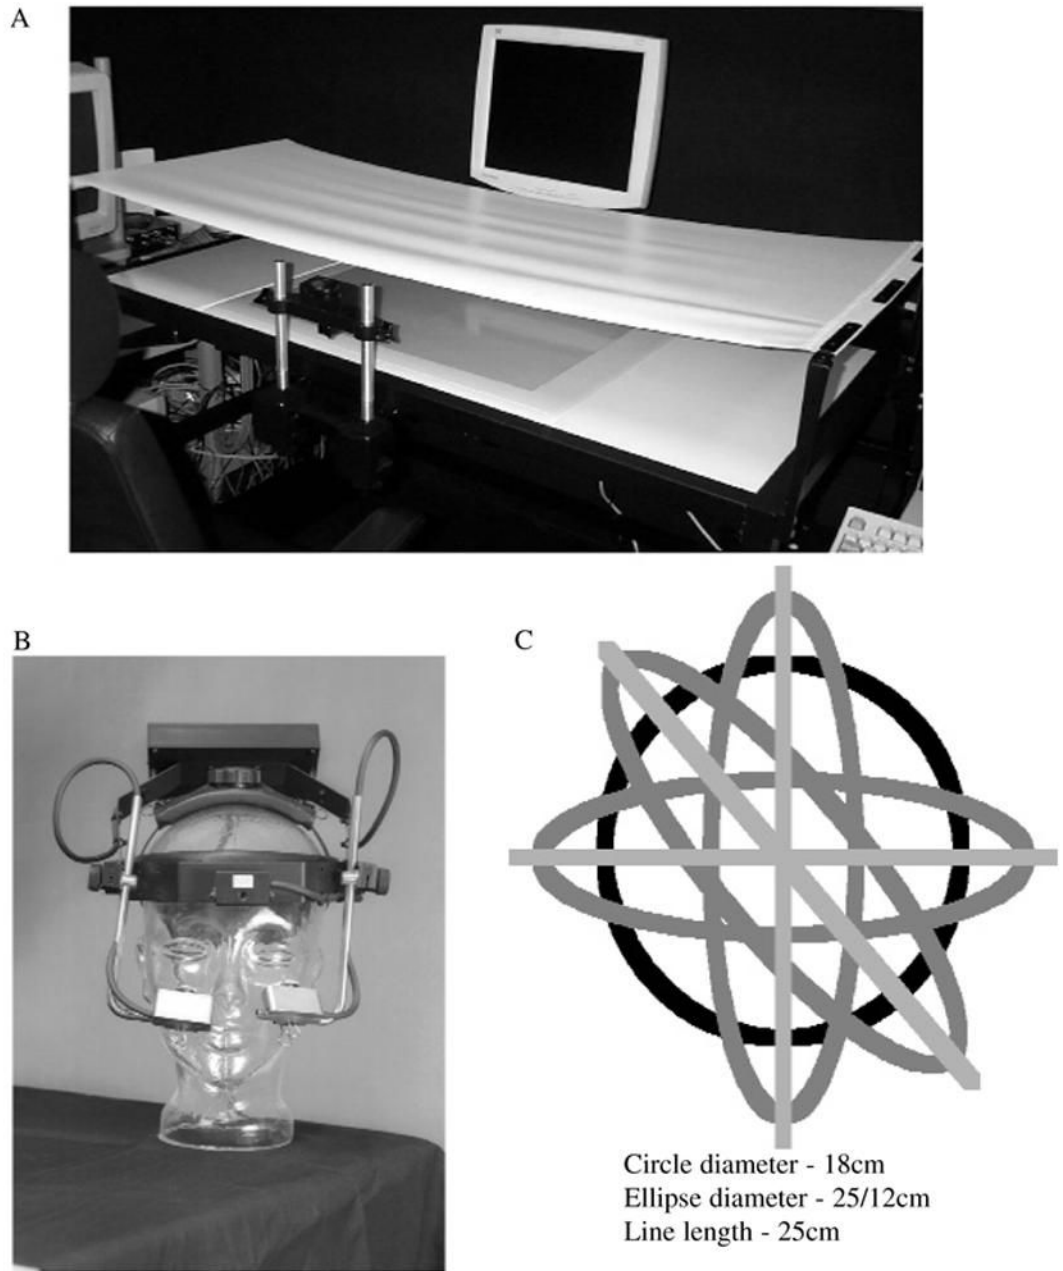 A
B
C
Circle diameter - 18cm
Ellipse diameter - 25/12cm
Line length - 25cm